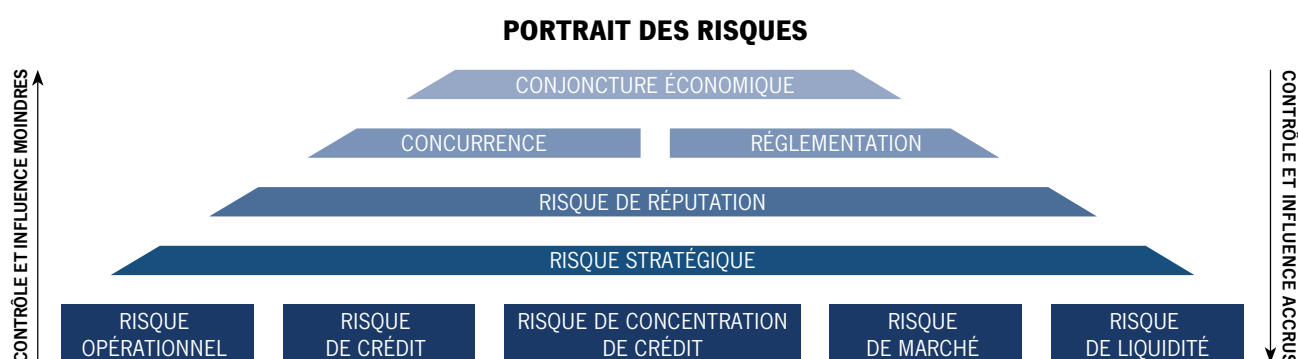 PORTRAIT DES RISQUES
CONTRÔLE ET INFLUENCE MOINDRES
CONJONCTURE ÉCONOMIQUE
CONCURRENCE
RÉGLEMENTATION
RISQUE DE RÉPUTATION
RISQUE STRATÉGIQUE
RISQUE
OPÉRATIONNEL
RISQUE
DE CRÉDIT
RISQUE DE CONCENTRATION
DE CRÉDIT
RISQUE
DE MARCHÉ
RISQUE
DE LIQUIDITÉ
CONTRÔLE ET INFLUENCE ACCRUS